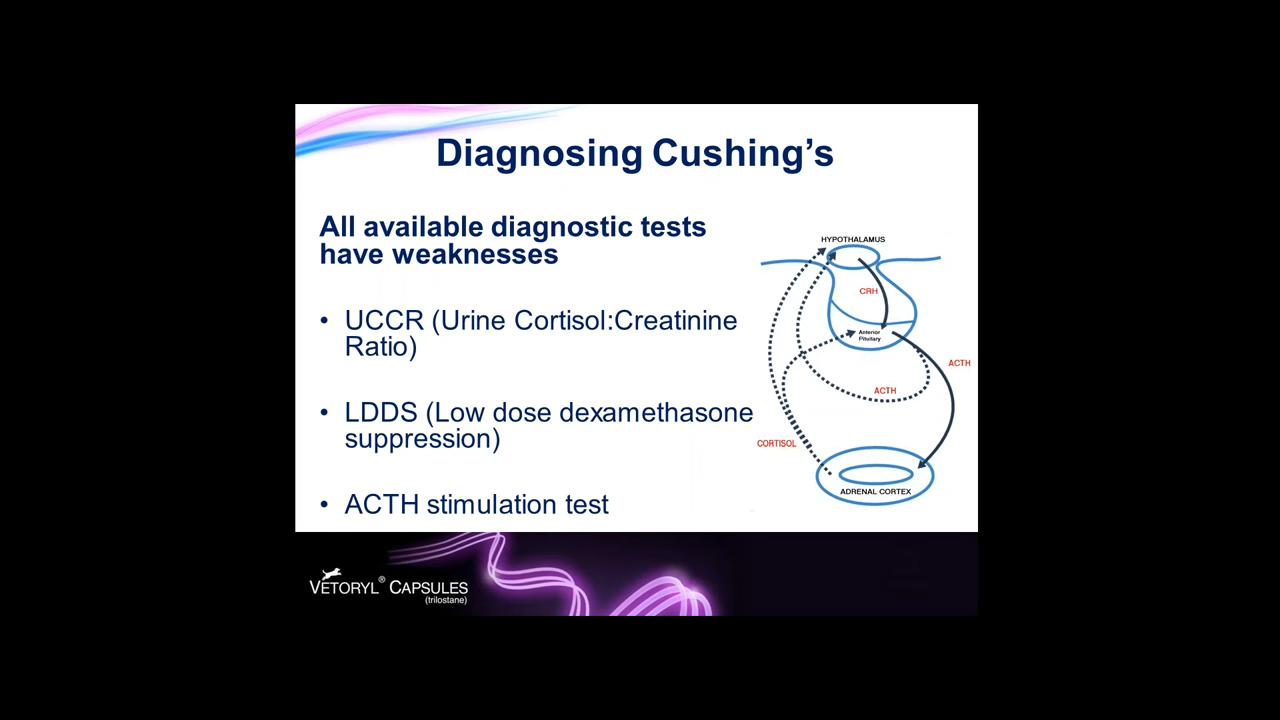 Diagnosing Cushing’s
All available diagnostic tests
have weaknesses
• UCCR (Urine Cortisol:Creatinine
Ratio)
• LDDS (Low dose dexamethasone
suppression)
• ACTH stimulation test
HYPOTHALAMUS
CRH
Anterior
Pituitary
ACTH
ACTH
CORTISOL
ADRENAL CORTEX
VETORYL® CAPSULES
(trilostane)